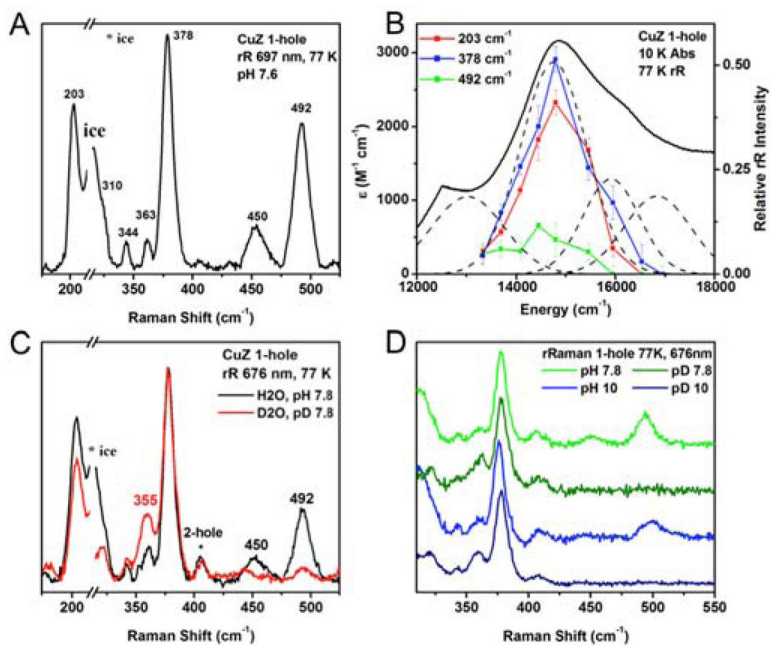 A
* ice
378
CuZ 1-hole
rR 697 nm, 77 K
pH 7.6
203
ice
310
344
363
450
492
200
350
400
450
500
Raman Shift (cm-1)
B
203 cm-1
378 cm-1
492 cm-1
CuZ 1-hole
10 K Abs
77 K rR
3000
2000
1000
0
ε (M-1 cm-1)
0.50
0.25
0.00
Relative rR Intensity
12000
14000
16000
18000
Energy (cm-1)
C
CuZ 1-hole
rR 676 nm, 77 K
H2O, pH 7.8
D2O, pD 7.8
* ice
355
2-hole
*
450
492
200
350
400
450
500
Raman Shift (cm-1)
D
rRaman 1-hole 77K, 676nm
pH 7.8
pD 7.8
pH 10
pD 10
350
400
450
500
550
Raman Shift (cm-1)